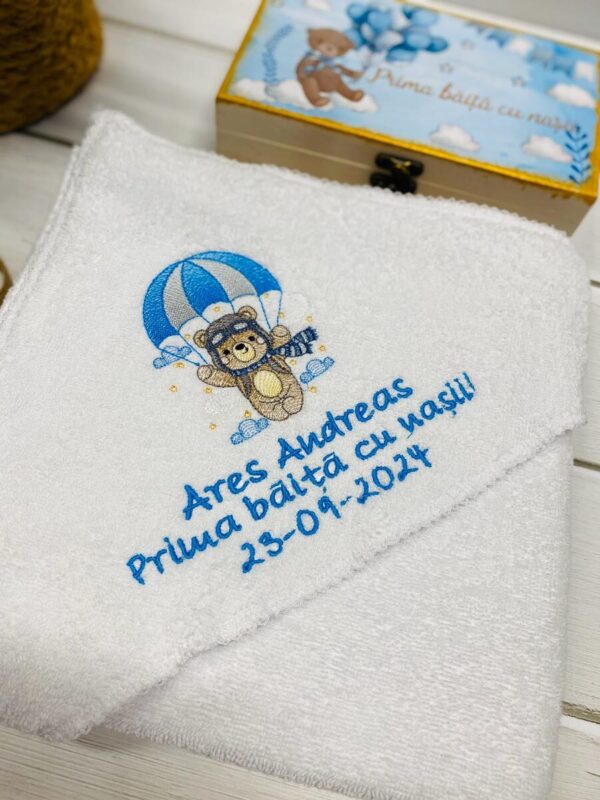 Prima băiță cu nașii
Ares Andreas
Prima băiță cu nașii!
23-09-2024